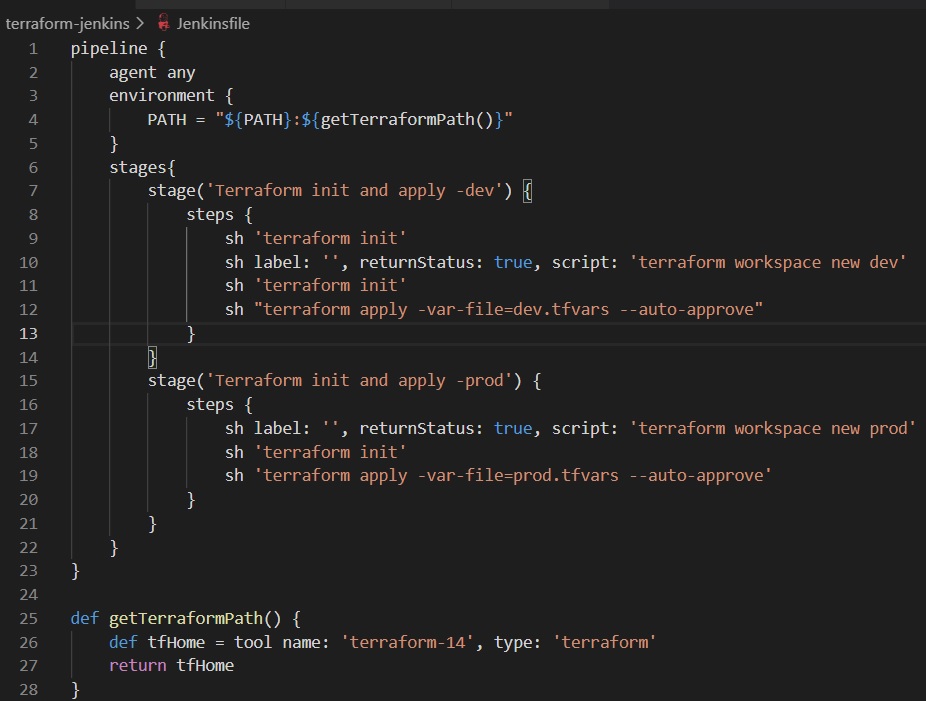 terraform-jenkins > Jenkinsfile
1 pipeline {
2     agent any
3     environment {
4         PATH = "${PATH}:${getTerraformPath()}"
5     }
6     stages{
7         stage('Terraform init and apply -dev') {
8             steps {
9                 sh 'terraform init'
10                 sh label: '', returnStatus: true, script: 'terraform workspace new dev'
11                 sh 'terraform init'
12                 sh "terraform apply -var-file=dev.tfvars --auto-approve"
13             }
14         }
15         stage('Terraform init and apply -prod') {
16             steps {
17                 sh label: '', returnStatus: true, script: 'terraform workspace new prod'
18                 sh 'terraform init'
19                 sh 'terraform apply -var-file=prod.tfvars --auto-approve'
20             }
21         }
22     }
23 }
24
25 def getTerraformPath() {
26     def tfHome = tool name: 'terraform-14', type: 'terraform'
27     return tfHome
28 }